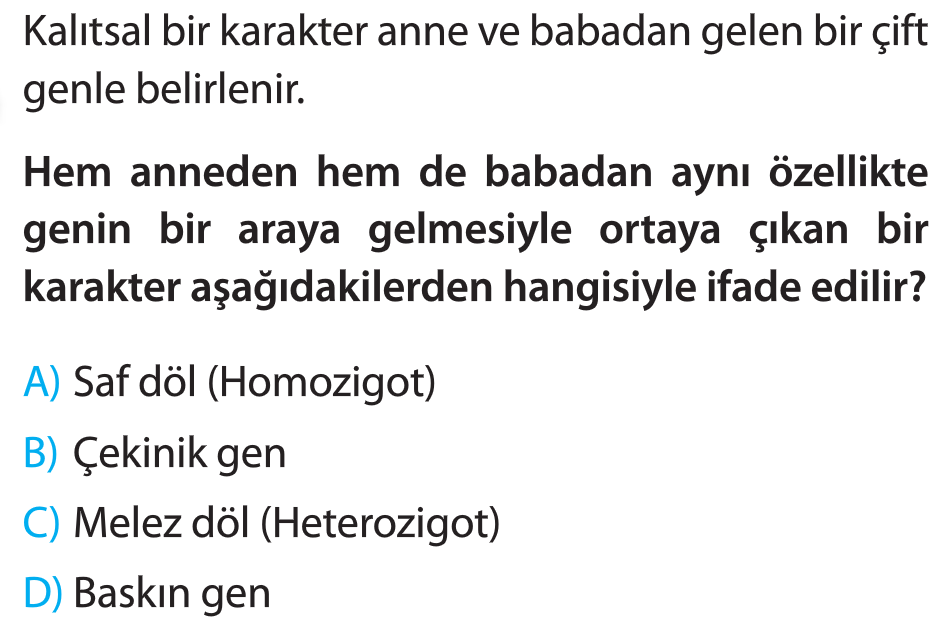 Kalıtsal bir karakter anne ve babadan gelen bir çift
genle belirlenir.
Hem anneden hem de babadan aynı özellikte
genin bir araya gelmesiyle ortaya çıkan bir
karakter aşağıdakilerden hangisiyle ifade edilir?
A) Saf döl (Homozigot)
B) Çekinik gen
C) Melez döl (Heterozigot)
D) Baskın gen